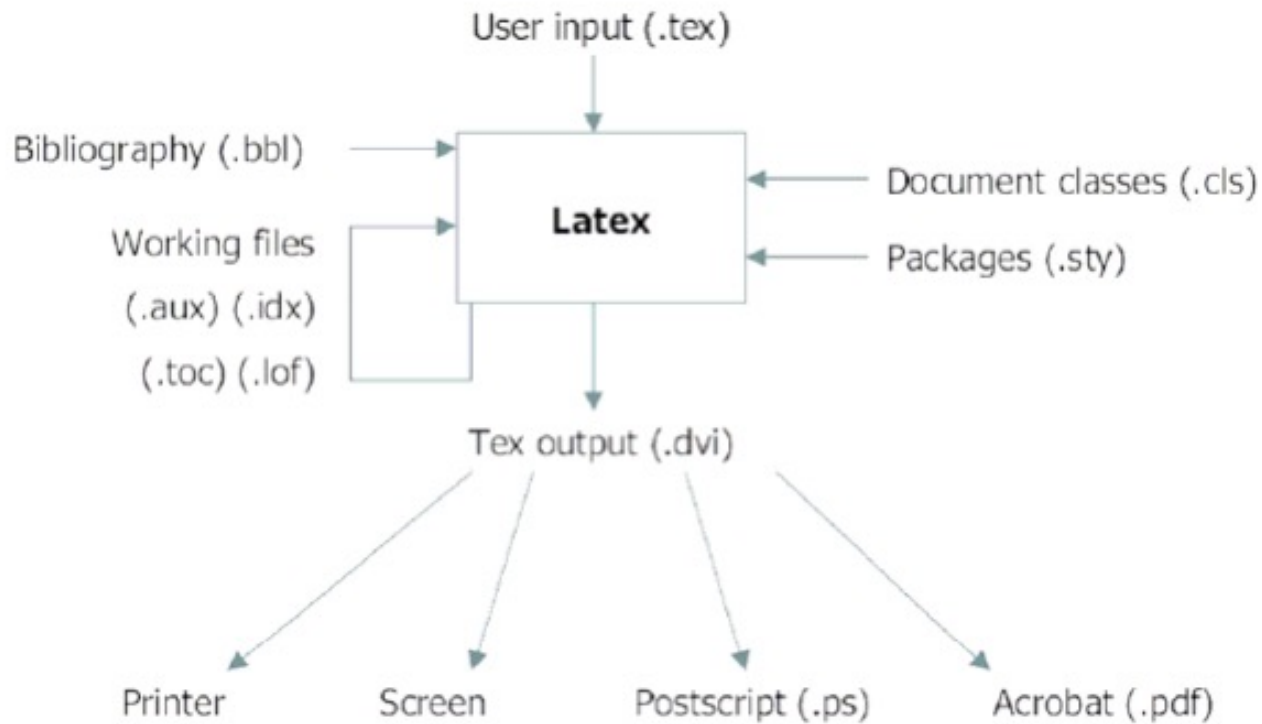 User input (.tex)
Bibliography (.bbl)
Document classes (.cls)
Latex
Working files
Packages (.sty)
(.aux) (.idx)
(.toc) (.lof)
Tex output (.dvi)
Printer
Screen
Postscript (.ps)
Acrobat (.pdf)